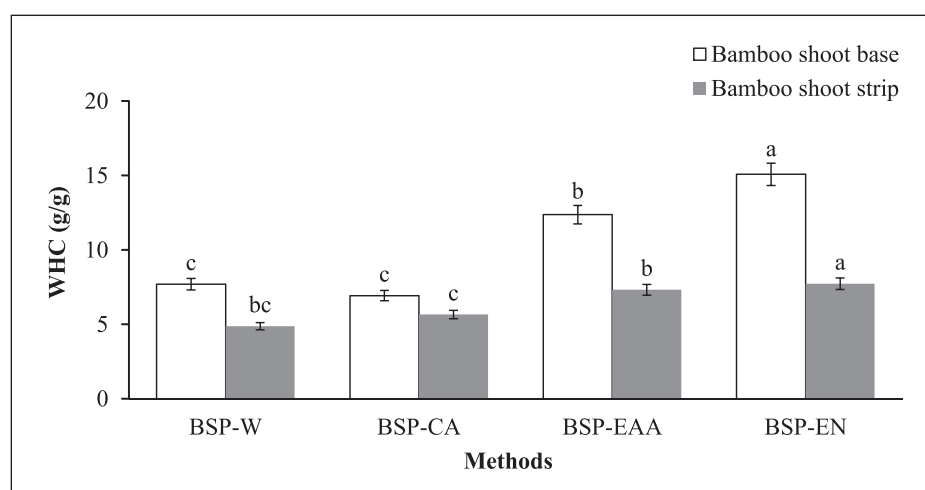 Bamboo shoot base
Bamboo shoot strip
20
15
10
5
0
WHC (g/g)
c
bc
c
c
b
b
a
a
BSP-W
BSP-CA
BSP-EAA
BSP-EN
Methods